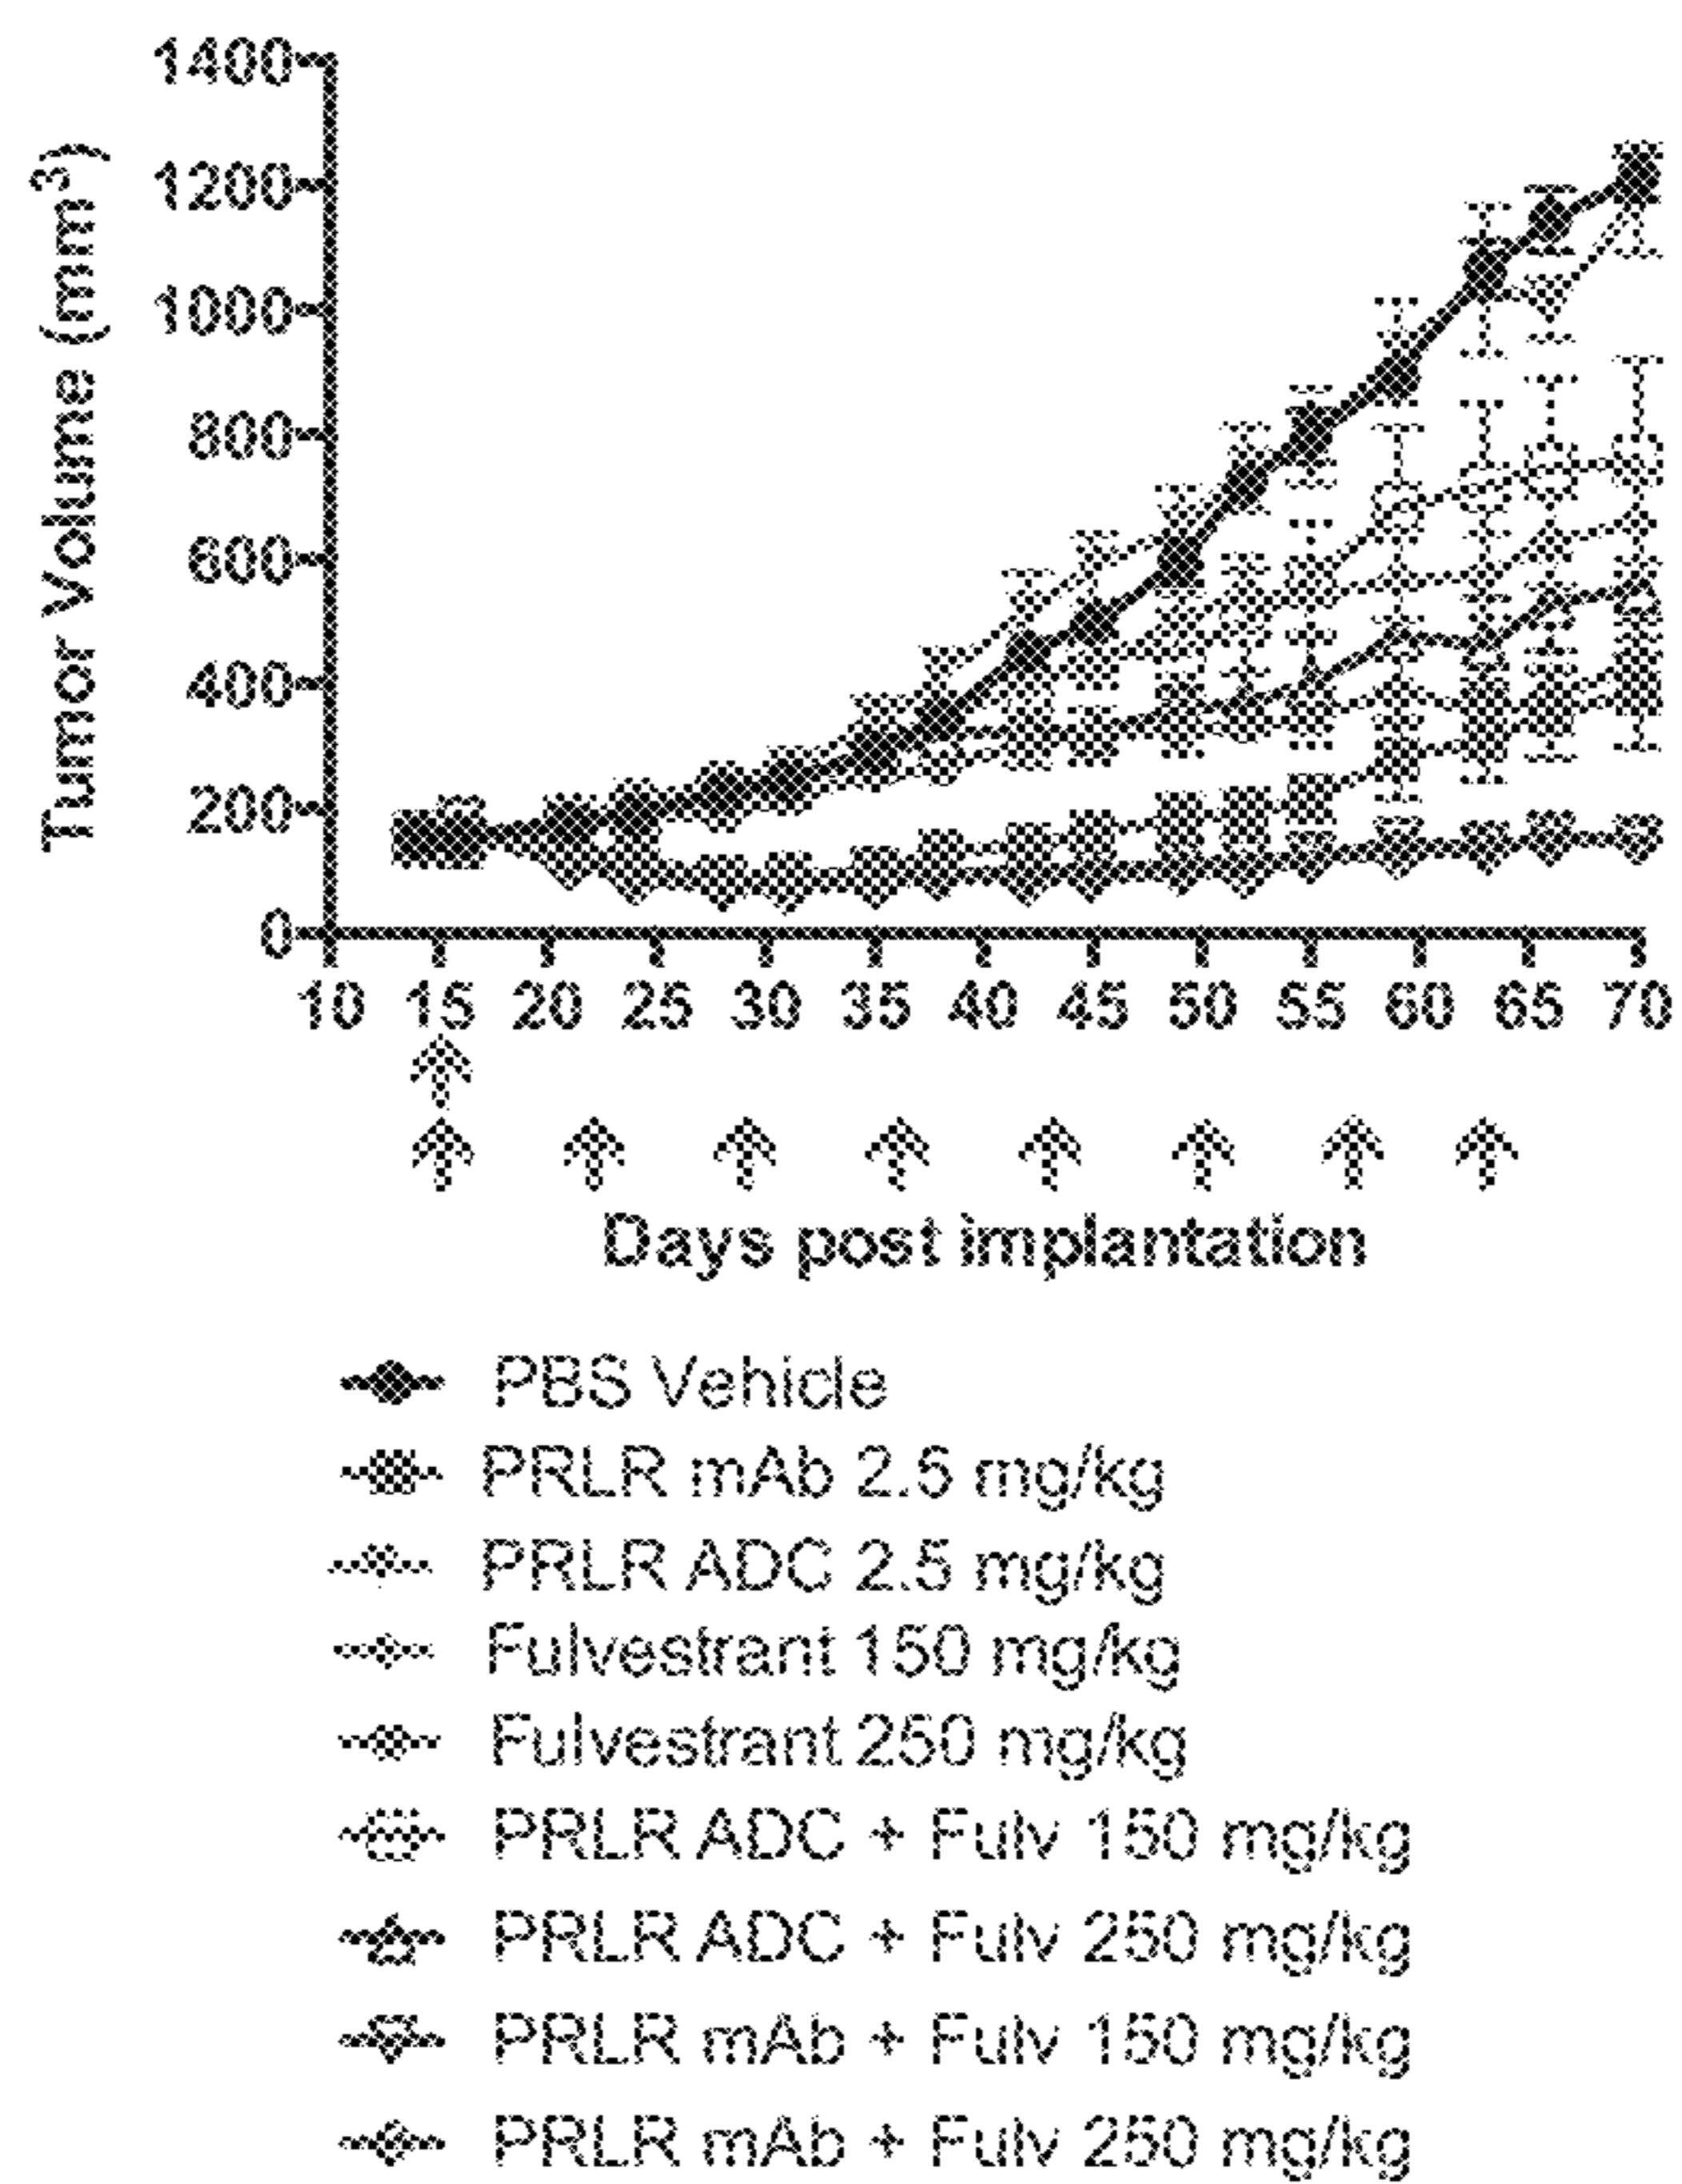 Tumor Volume (mm3)
1400
1200
1000
800
600
400
200
0
10 15 20 25 30 35 40 45 50 55 60 65 70
Days post implantation
PBS Vehicle
PRLR mAb 2.5 mg/kg
PRLR ADC 2.5 mg/kg
Fulvestrant 150 mg/kg
Fulvestrant 250 mg/kg
PRLR ADC + Fulv 150 mg/kg
PRLR ADC + Fulv 250 mg/kg
PRLR mAb + Fulv 150 mg/kg
PRLR mAb + Fulv 250 mg/kg